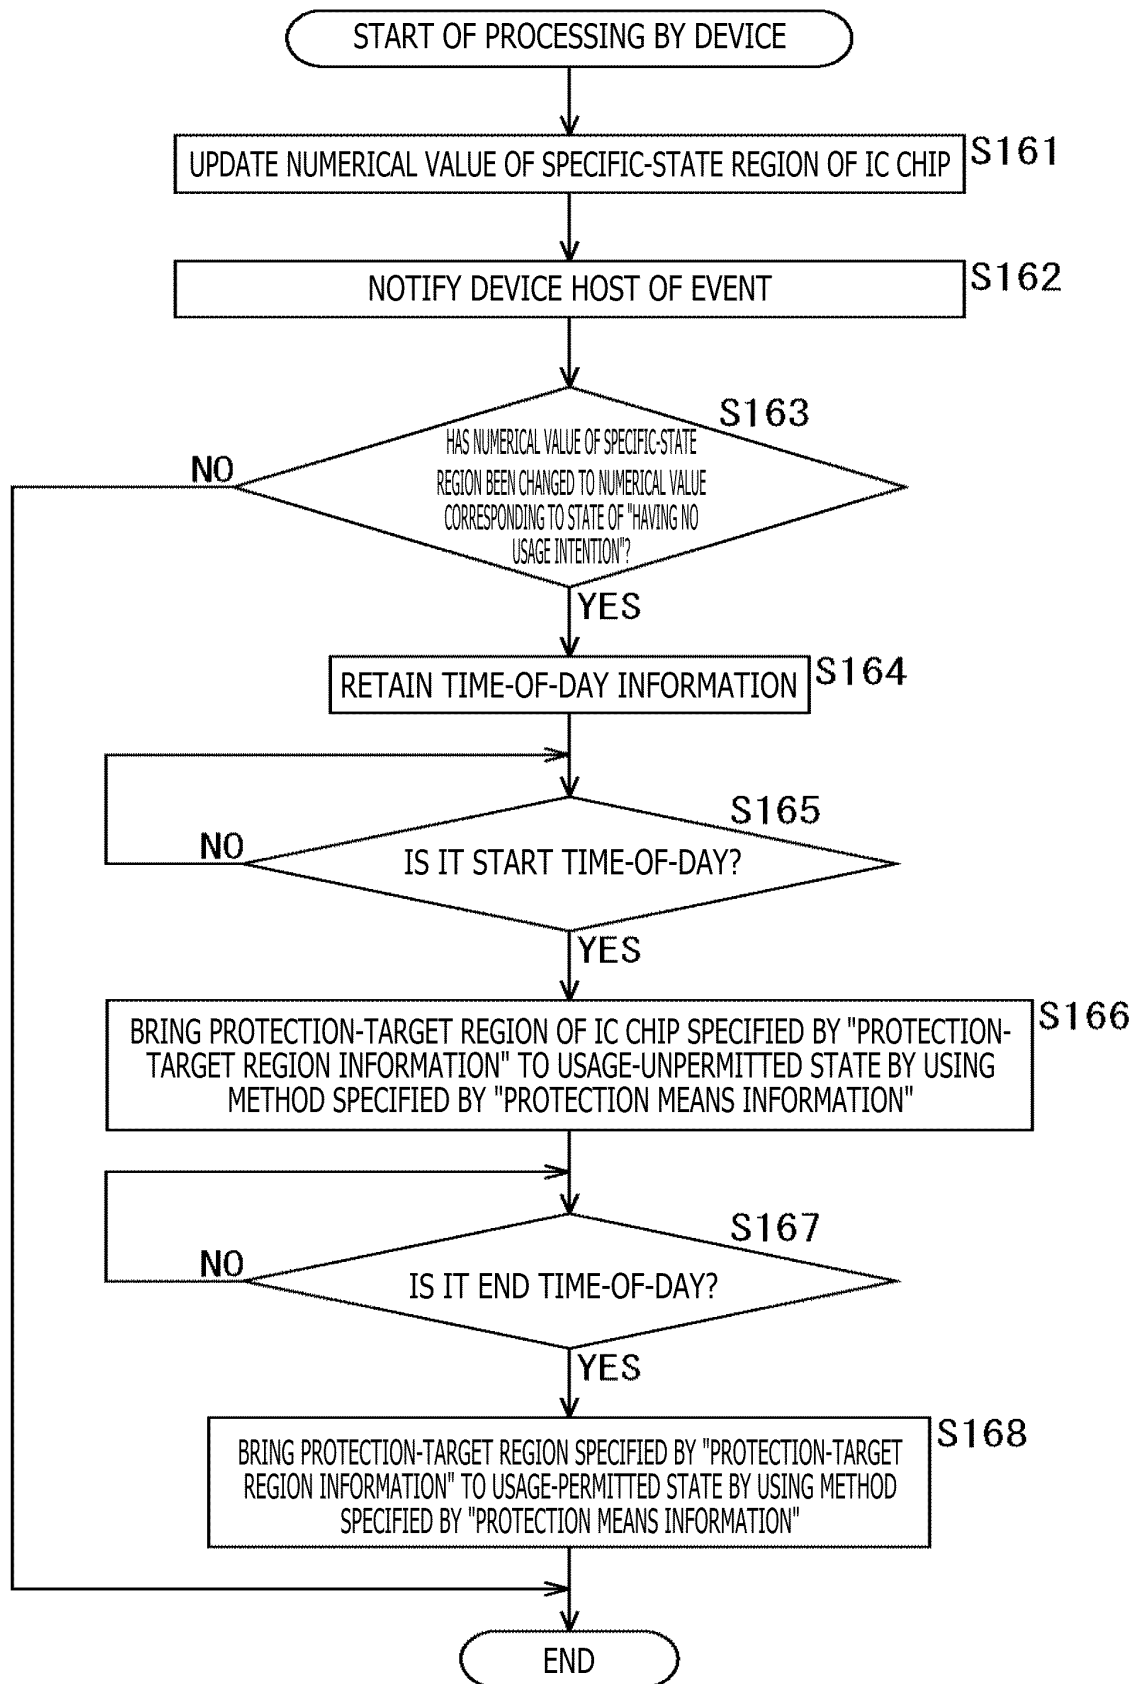 START OF PROCESSING BY DEVICE
UPDATE NUMERICAL VALUE OF SPECIFIC-STATE REGION OF IC CHIP
S161
NOTIFY DEVICE HOST OF EVENT
S162
S163
HAS NUMERICAL VALUE OF SPECIFIC-STATE
REGION BEEN CHANGED TO NUMERICAL VALUE
CORRESPONDING TO STATE OF "HAVING NO
USAGE INTENTION"?
NO
YES
RETAIN TIME-OF-DAY INFORMATION
S164
S165
IS IT START TIME-OF-DAY?
NO
YES
S166
BRING PROTECTION-TARGET REGION OF IC CHIP SPECIFIED BY "PROTECTION-
TARGET REGION INFORMATION" TO USAGE-UNPERMITTED STATE BY USING
METHOD SPECIFIED BY "PROTECTION MEANS INFORMATION"
S167
IS IT END TIME-OF-DAY?
NO
YES
S168
BRING PROTECTION-TARGET REGION SPECIFIED BY "PROTECTION-TARGET
REGION INFORMATION" TO USAGE-PERMITTED STATE BY USING METHOD
SPECIFIED BY "PROTECTION MEANS INFORMATION"
END